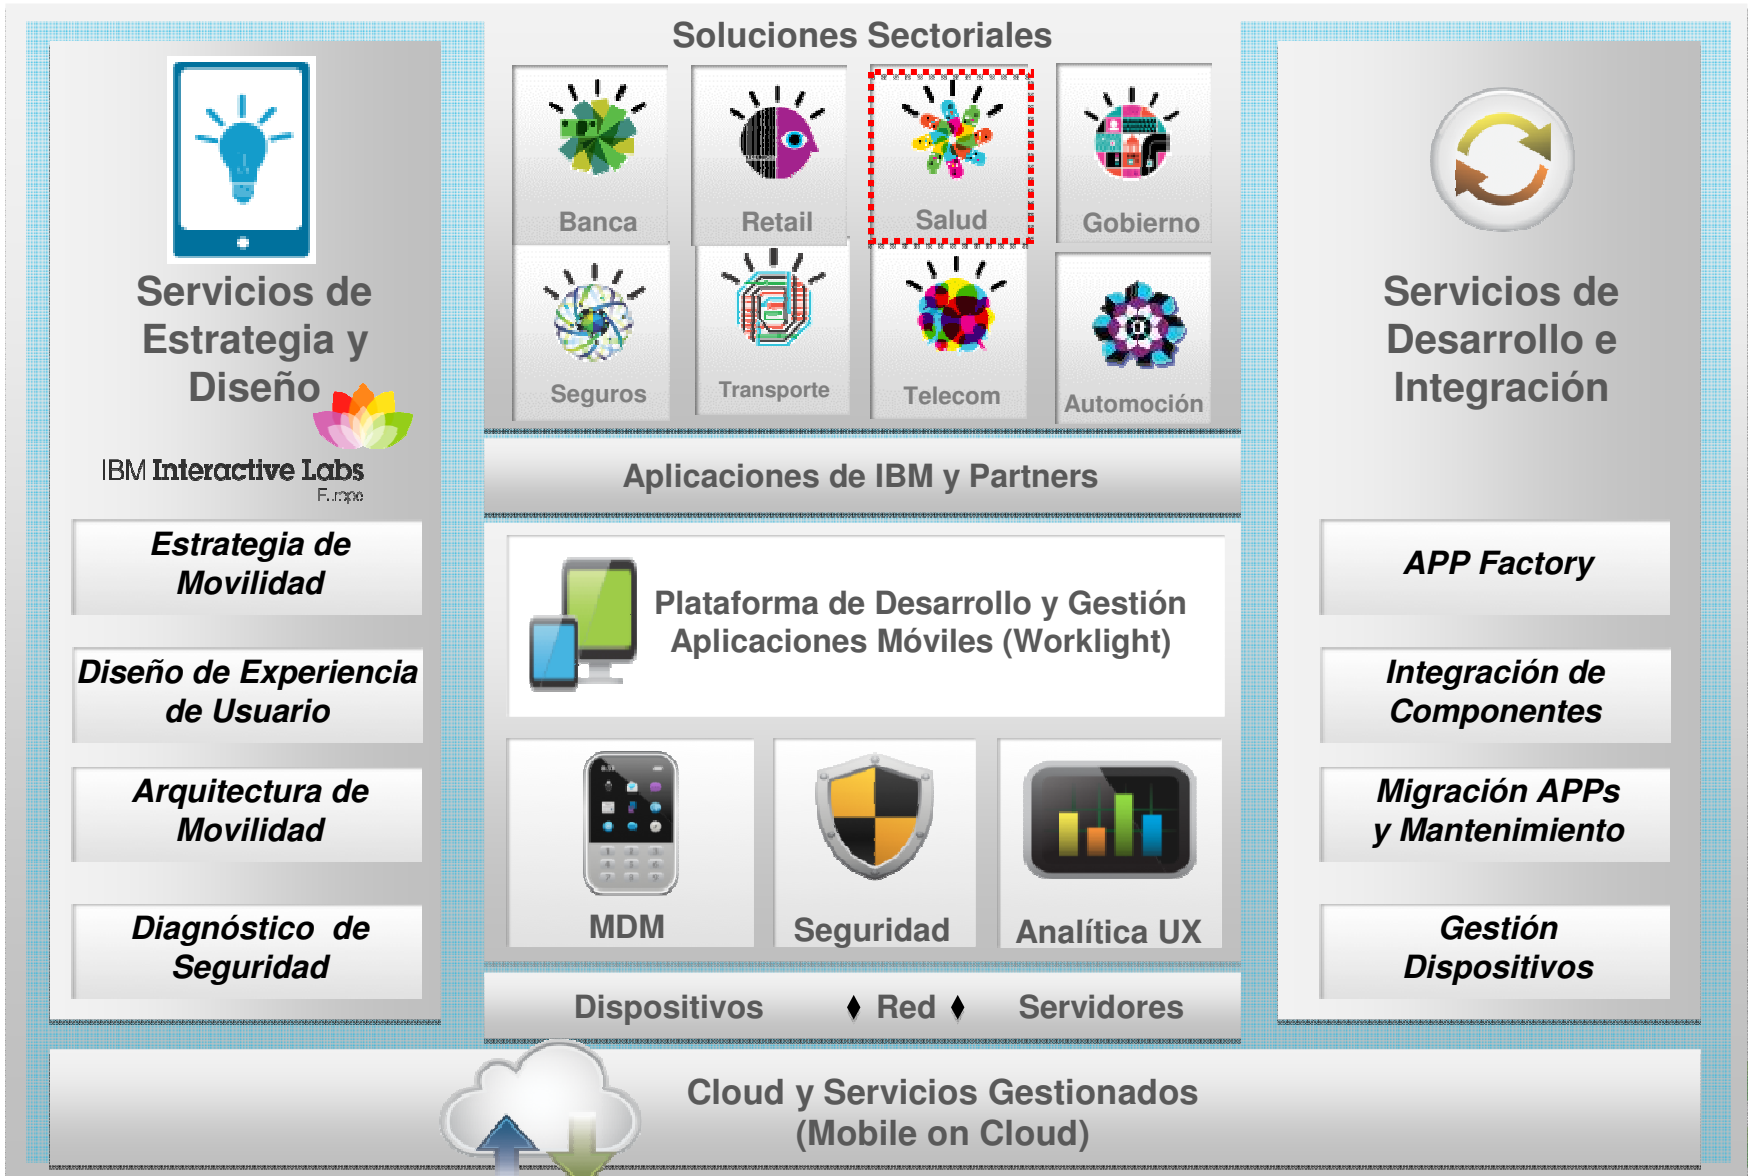 Soluciones Sectoriales
Banca
Retail
Salud
Gobierno
Seguros
Transporte
Telecom
Automoción
Servicios de
Estrategia y
Diseño
IBM Interactive Labs
Europe
Estrategia de
Movilidad
Diseño de Experiencia
de Usuario
Arquitectura de
Movilidad
Diagnóstico de
Seguridad
Aplicaciones de IBM y Partners
Plataforma de Desarrollo y Gestión
Aplicaciones Móviles (Worklight)
MDM
Seguridad
Analítica UX
Dispositivos ♦ Red ♦ Servidores
Servicios de
Desarrollo e
Integración
APP Factory
Integración de
Componentes
Migración APPs
y Mantenimiento
Gestión
Dispositivos
Cloud y Servicios Gestionados
(Mobile on Cloud)